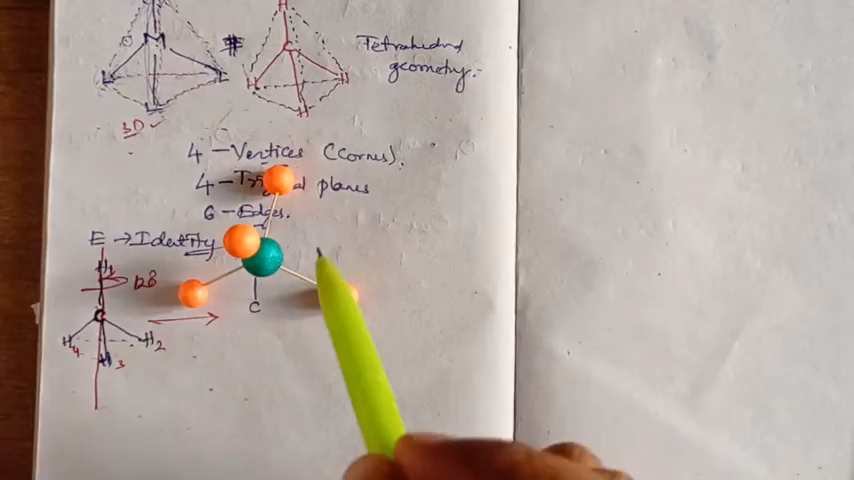 Tetrahedral
geometry:-
3D ✓
4 - Vertices (Corners).
4 - planes
6 - Edges.
E → Identity
H1
C
H4
H3
H2
C